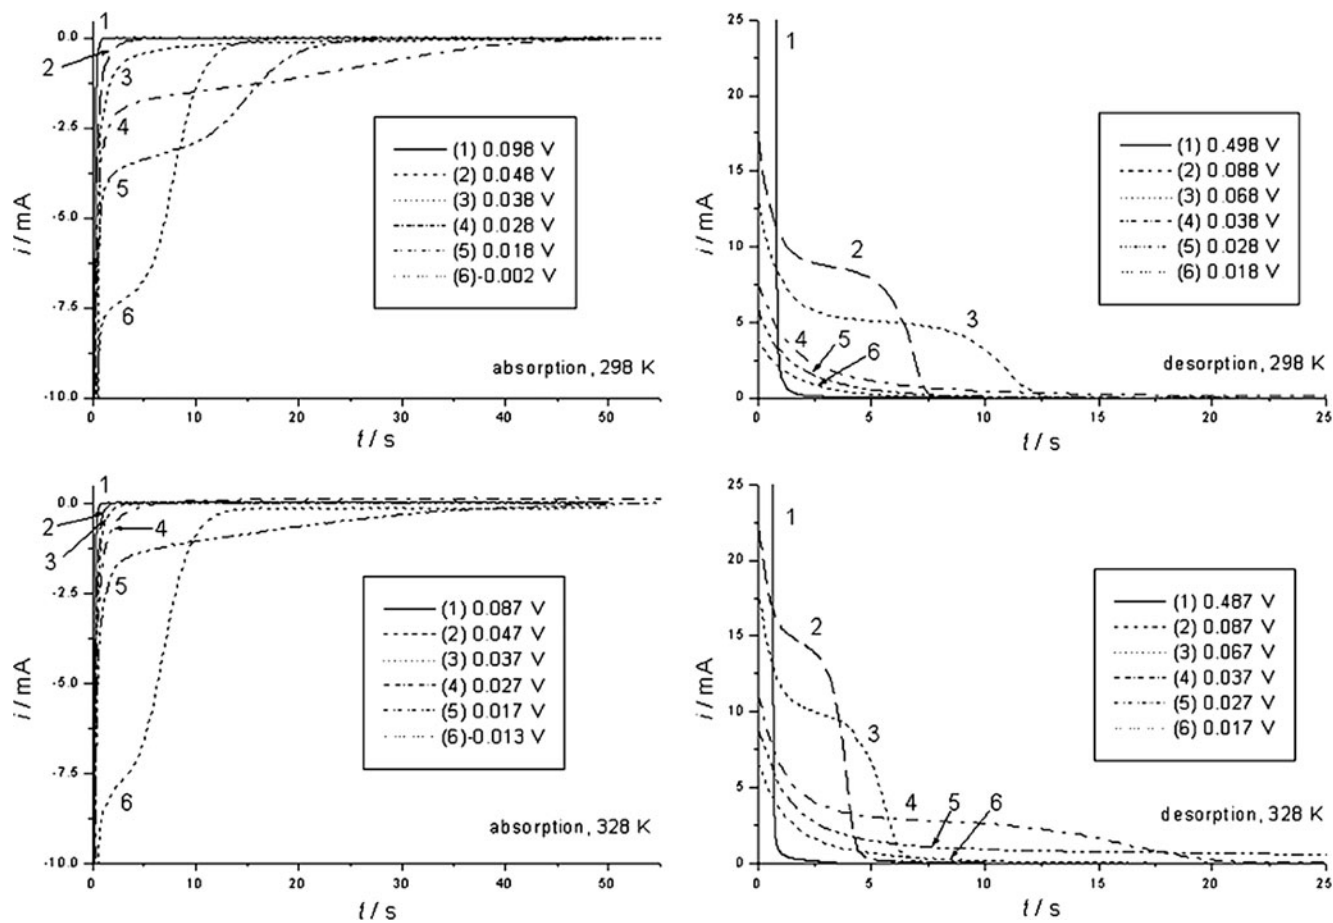 1
0.0
2
3
-2.5
4
5
-5.0
i / mA
-7.5
6
-10.0
0
10
20
30
40
50
t / s
(1) 0.098 V
(2) 0.048 V
(3) 0.038 V
(4) 0.028 V
(5) 0.018 V
(6)-0.002 V
absorption, 298 K
25
20
15
10
5
0
i / mA
1
2
3
4
5
6
(1) 0.498 V
(2) 0.088 V
(3) 0.068 V
(4) 0.038 V
(5) 0.028 V
(6) 0.018 V
desorption, 298 K
0
5
10
15
20
25
t / s
1
0.0
2
3
4
-2.5
5
-5.0
i / mA
-7.5
6
-10.0
0
10
20
30
40
50
t / s
(1) 0.087 V
(2) 0.047 V
(3) 0.037 V
(4) 0.027 V
(5) 0.017 V
(6)-0.013 V
absorption, 328 K
25
20
15
10
5
0
i / mA
1
2
3
4
5
6
(1) 0.487 V
(2) 0.087 V
(3) 0.067 V
(4) 0.037 V
(5) 0.027 V
(6) 0.017 V
desorption, 328 K
0
5
10
15
20
25
t / s